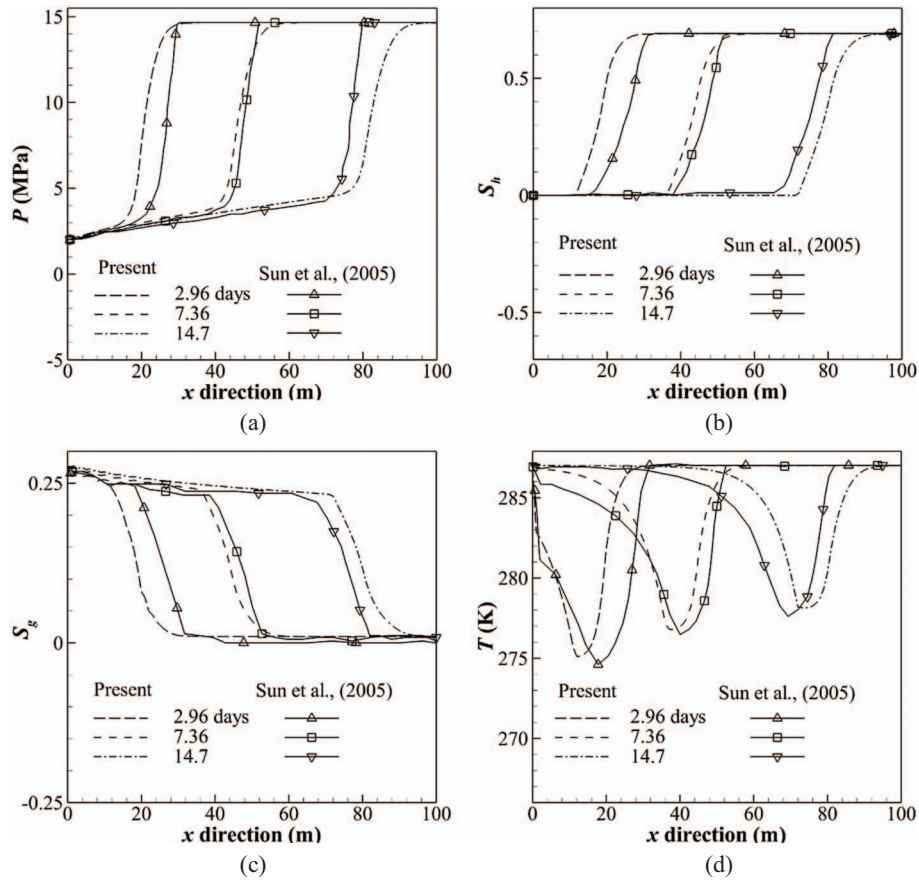 15
10
5
0
-5
P (MPa)
Present
Sun et al., (2005)
2.96 days
7.36
14.7
0 20 40 60 80 100
x direction (m)
(a)
0.5
0
-0.5
S_h
Present
Sun et al., (2005)
2.96 days
7.36
14.7
0 20 40 60 80 100
x direction (m)
(b)
0.25
0
-0.25
S_g
Present
Sun et al., (2005)
2.96 days
7.36
14.7
0 20 40 60 80 100
x direction (m)
(c)
285
280
275
270
T (K)
Present
Sun et al., (2005)
2.96 days
7.36
14.7
0 20 40 60 80 100
x direction (m)
(d)